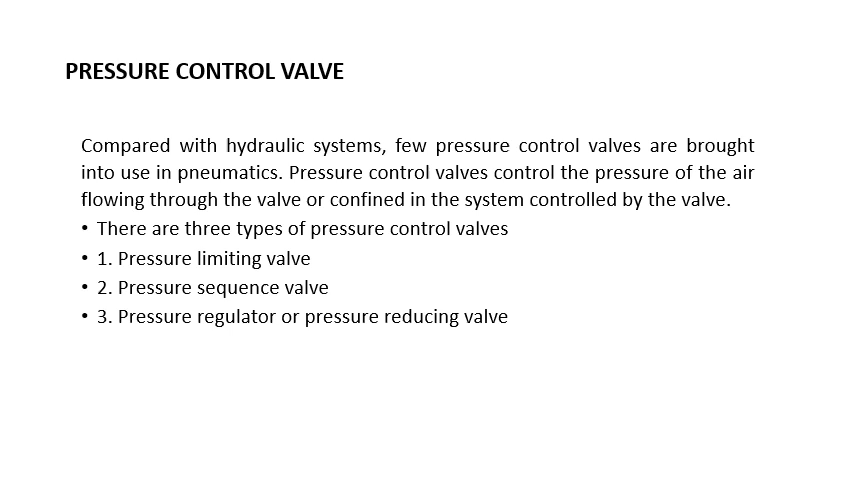 PRESSURE CONTROL VALVE
Compared with hydraulic systems, few pressure control valves are brought
into use in pneumatics. Pressure control valves control the pressure of the air
flowing through the valve or confined in the system controlled by the valve.
• There are three types of pressure control valves
• 1. Pressure limiting valve
• 2. Pressure sequence valve
• 3. Pressure regulator or pressure reducing valve